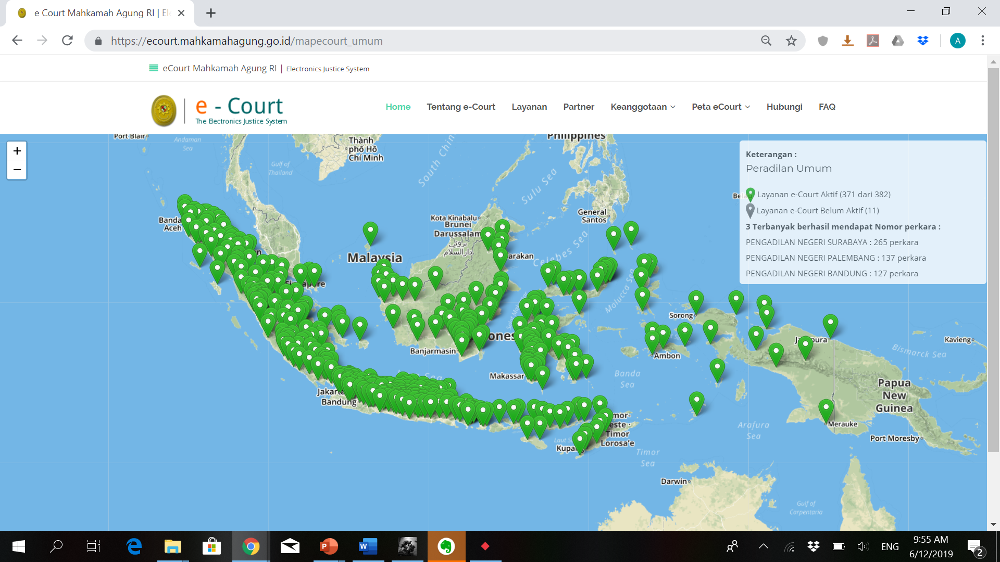 e Court Mahkamah Agung RI | El
https://ecourt.mahkamahagung.go.id/mapecourt_umum
A
eCourt Mahkamah Agung RI | Electronics Justice System
e - Court
The Electronics Justice System
Home
Tentang e-Court
Layanan
Partner
Keanggotaan
Peta eCourt
Hubungi
FAQ
+
−
Keterangan :
Peradilan Umum
Layanan e-Court Aktif (371 dari 382)
Layanan e-Court Belum Aktif (11)
3 Terbanyak berhasil mendapat Nomor perkara :
PENGADILAN NEGERI SURABAYA : 265 perkara
PENGADILAN NEGERI PALEMBANG : 137 perkara
PENGADILAN NEGERI BANDUNG : 127 perkara
Port Blair
Andaman
Sea
Thành
phố Hồ
Chí Minh
Philippines
Gulf of
Thailand
South Chin
Sulu Sea
General
Santos
Kota Kinabalu
Brunei
Darussalam
بروني
دارالسلام
Banda
Aceh
Malaysia
arakan
Celebes Sea
Molucca Sea
Sorong
Banjarmasin
Ambon
Makassar
Banda
Sea
Jakarta
Bandung
Kupang
Timor
Lorosa'e
Timor
Sea
Arafura
Sea
Merauke
Port Moresby
Papua
New
Guinea
Bismarck Sea
Kavieng
Darwin
Gulf of
Carpentaria
ENG
9:55 AM
6/12/2019
2